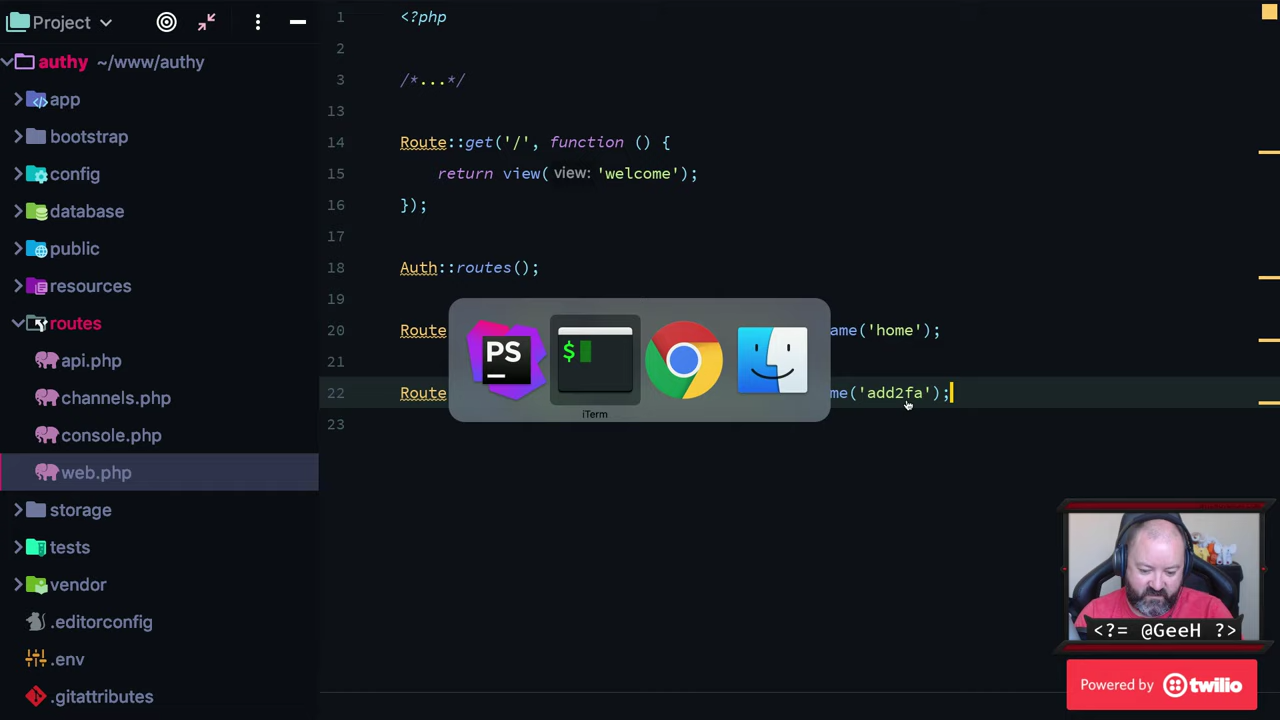 Project
authy ~/www/authy
app
bootstrap
config
database
public
resources
routes
api.php
channels.php
console.php
web.php
storage
tests
vendor
.editorconfig
.env
.gitattributes
1 <?php
2
3 /*...*/
13
14 Route::get('/', function () {
15 return view( view: 'welcome');
16 });
17
18 Auth::routes();
19
20 Route ame('home');
21
22 Route me('add2fa');
23
PS
$
iTerm
<?= @GeeH ?>
Powered by twilio